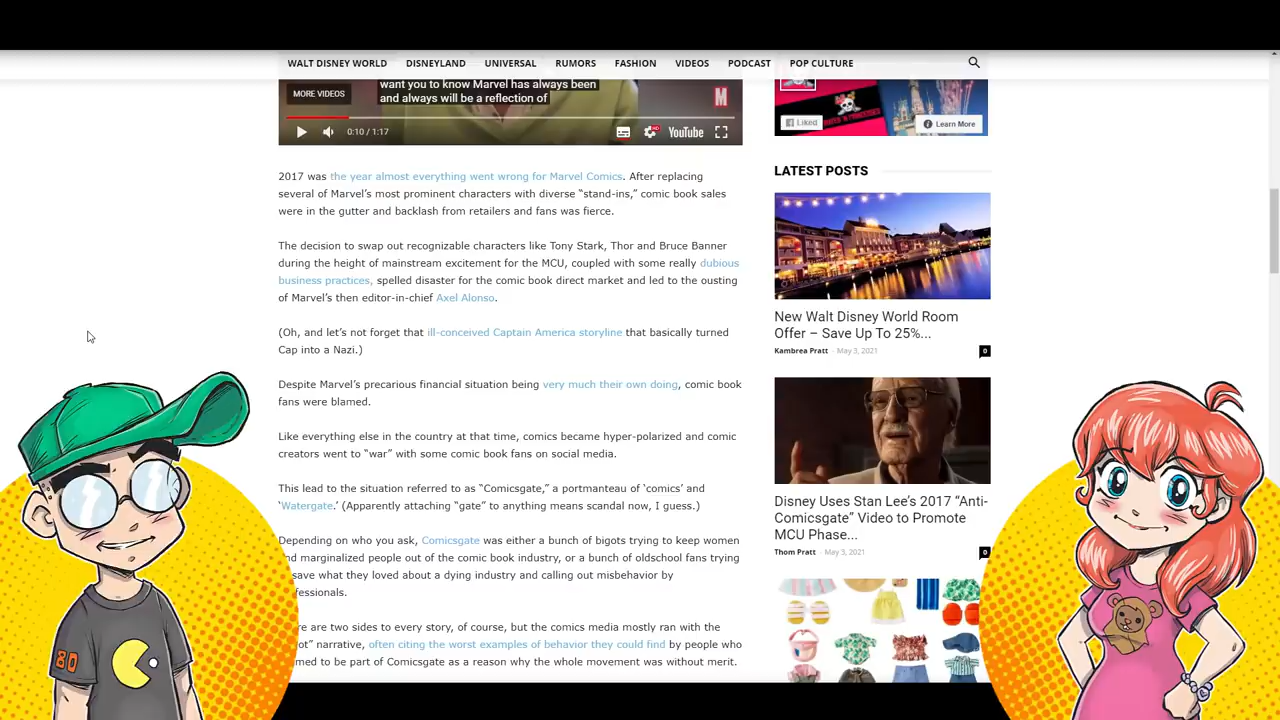 WALT DISNEY WORLD DISNEYLAND UNIVERSAL RUMORS FASHION VIDEOS PODCAST POP CULTURE
want you to know Marvel has always been
and always will be a reflection of
MORE VIDEOS
M
0:10 / 1:17
HD
YouTube
2017 was the year almost everything went wrong for Marvel Comics. After replacing
several of Marvel's most prominent characters with diverse “stand-ins,” comic book sales
were in the gutter and backlash from retailers and fans was fierce.
The decision to swap out recognizable characters like Tony Stark, Thor and Bruce Banner
during the height of mainstream excitement for the MCU, coupled with some really dubious
business practices, spelled disaster for the comic book direct market and led to the ousting
of Marvel's then editor-in-chief Axel Alonso.
(Oh, and let's not forget that ill-conceived Captain America storyline that basically turned
Cap into a Nazi.)
Despite Marvel's precarious financial situation being very much their own doing, comic book
fans were blamed.
Like everything else in the country at that time, comics became hyper-polarized and comic
creators went to “war” with some comic book fans on social media.
This lead to the situation referred to as “Comicsgate,” a portmanteau of ‘comics’ and
‘Watergate.’ (Apparently attaching “gate” to anything means scandal now, I guess.)
Depending on who you ask, Comicsgate was either a bunch of bigots trying to keep women
marginalized people out of the comic book industry, or a bunch of oldschool fans trying
save what they loved about a dying industry and calling out misbehavior by
are two sides to every story, of course, but the comics media mostly ran with the
narrative, often citing the worst examples of behavior they could find by people who
to be part of Comicsgate as a reason why the whole movement was without merit.
Liked
Learn More
LATEST POSTS
New Walt Disney World Room
Offer – Save Up To 25%...
Kambrea Pratt - May 3, 2021
0
Disney Uses Stan Lee's 2017 “Anti-
Comicsgate” Video to Promote
MCU Phase...
Thom Pratt - May 3, 2021
0
80